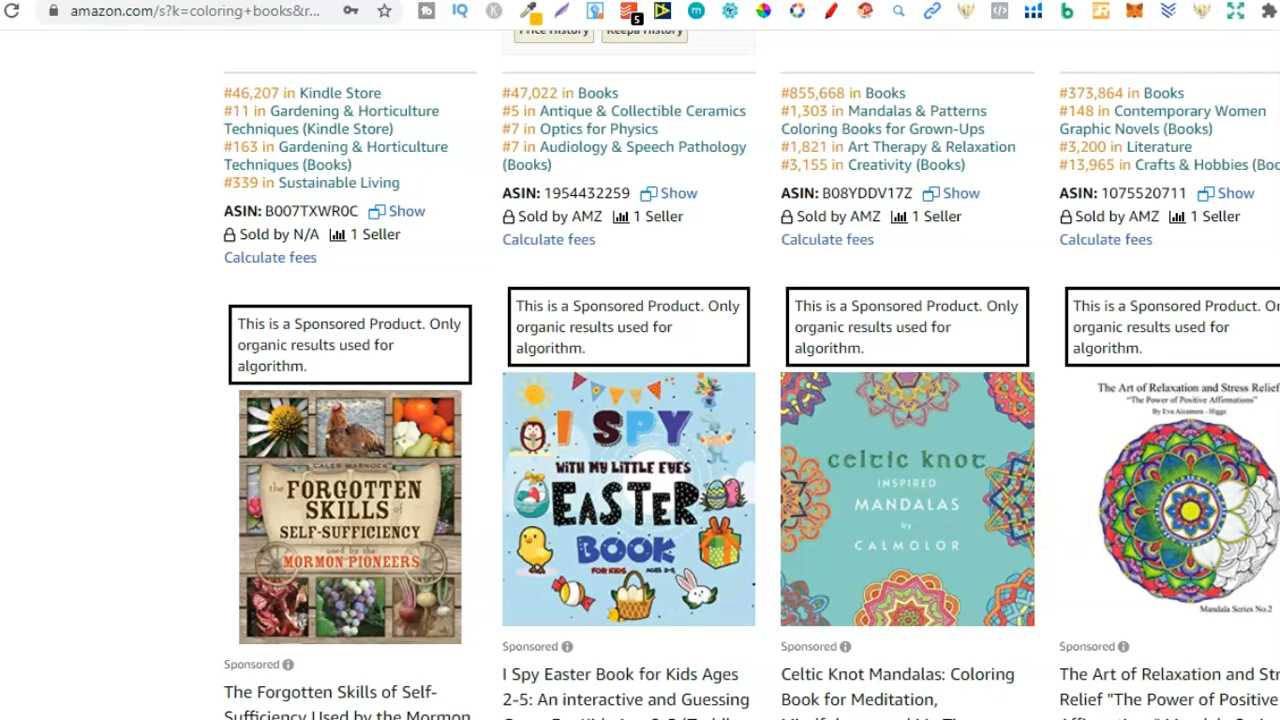 amazon.com/s?k=coloring+books&r...
5
Price History
Keepa History
#46,207 in Kindle Store
#11 in Gardening & Horticulture
Techniques (Kindle Store)
#163 in Gardening & Horticulture
Techniques (Books)
#339 in Sustainable Living
ASIN: B007TXWR0C Show
Sold by N/A 1 Seller
Calculate fees
#47,022 in Books
#5 in Antique & Collectible Ceramics
#7 in Optics for Physics
#7 in Audiology & Speech Pathology
(Books)
ASIN: 1954432259 Show
Sold by AMZ 1 Seller
Calculate fees
#855,668 in Books
#1,303 in Mandalas & Patterns
Coloring Books for Grown-Ups
#1,821 in Art Therapy & Relaxation
#3,155 in Creativity (Books)
ASIN: B08YDDV17Z Show
Sold by AMZ 1 Seller
Calculate fees
#373,864 in Books
#148 in Contemporary Women
Graphic Novels (Books)
#3,200 in Literature
#13,965 in Crafts & Hobbies (Boo
ASIN: 1075520711 Show
Sold by AMZ 1 Seller
Calculate fees
This is a Sponsored Product. Only
organic results used for
algorithm.
CALEB WARNOCK
the FORGOTTEN
SKILLS of
SELF-SUFFICIENCY
used by the
MORMON PIONEERS
Sponsored
The Forgotten Skills of Self-
Sufficiency Used by the Mormon
This is a Sponsored Product. Only
organic results used for
algorithm.
I SPY
WITH MY LITTLE EYES
EASTER
BOOK
FOR KIDS AGES 2-5
Sponsored
I Spy Easter Book for Kids Ages
2-5: An interactive and Guessing
This is a Sponsored Product. Only
organic results used for
algorithm.
celtic knot
INSPIRED
MANDALAS
by
CALMOLOR
Sponsored
Celtic Knot Mandalas: Coloring
Book for Meditation,
This is a Sponsored Product. Or
organic results used for
algorithm.
The Art of Relaxation and Stress Relief
"The Power of Positive Affirmations"
Mandala Series No.2
Sponsored
The Art of Relaxation and Str
Relief "The Power of Positive